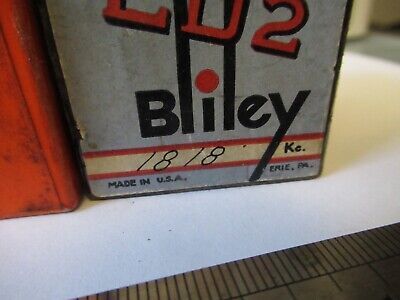 LD2
Bliley
1818 Kc.
MADE IN U.S.A. ERIE, PA.